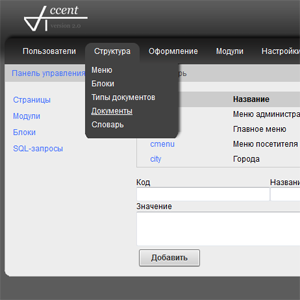 ccent
Пользователи Структура Оформление Модули Настройки
Меню
Блоки
Типы документов
Документы
Словарь
Панель управления
Страницы
Модули
Блоки
SQL-запросы
Название
Меню администра
Главное меню
cmenu Меню посетителя
city Города
Код Названи
Значение
Добавить